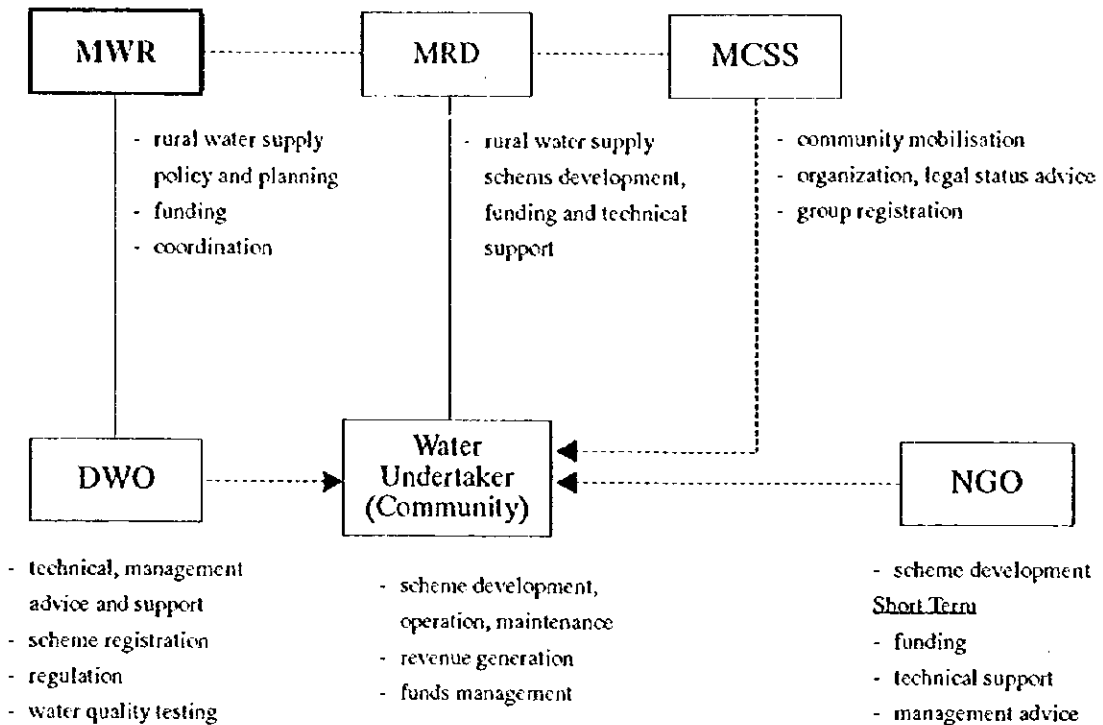 MWR
MRD
MCSS
- rural water supply
policy and planning
- funding
- coordination
- rural water supply
schems development,
funding and technical
support
- community mobilisation
- organization, legal status advice
- group registration
DWO
Water
Undertaker
(Community)
NGO
- technical, management
advice and support
- scheme registration
- regulation
- water quality testing
- scheme development,
operation, maintenance
- revenue generation
- funds management
- scheme development
Short Term
- funding
- technical support
- management advice